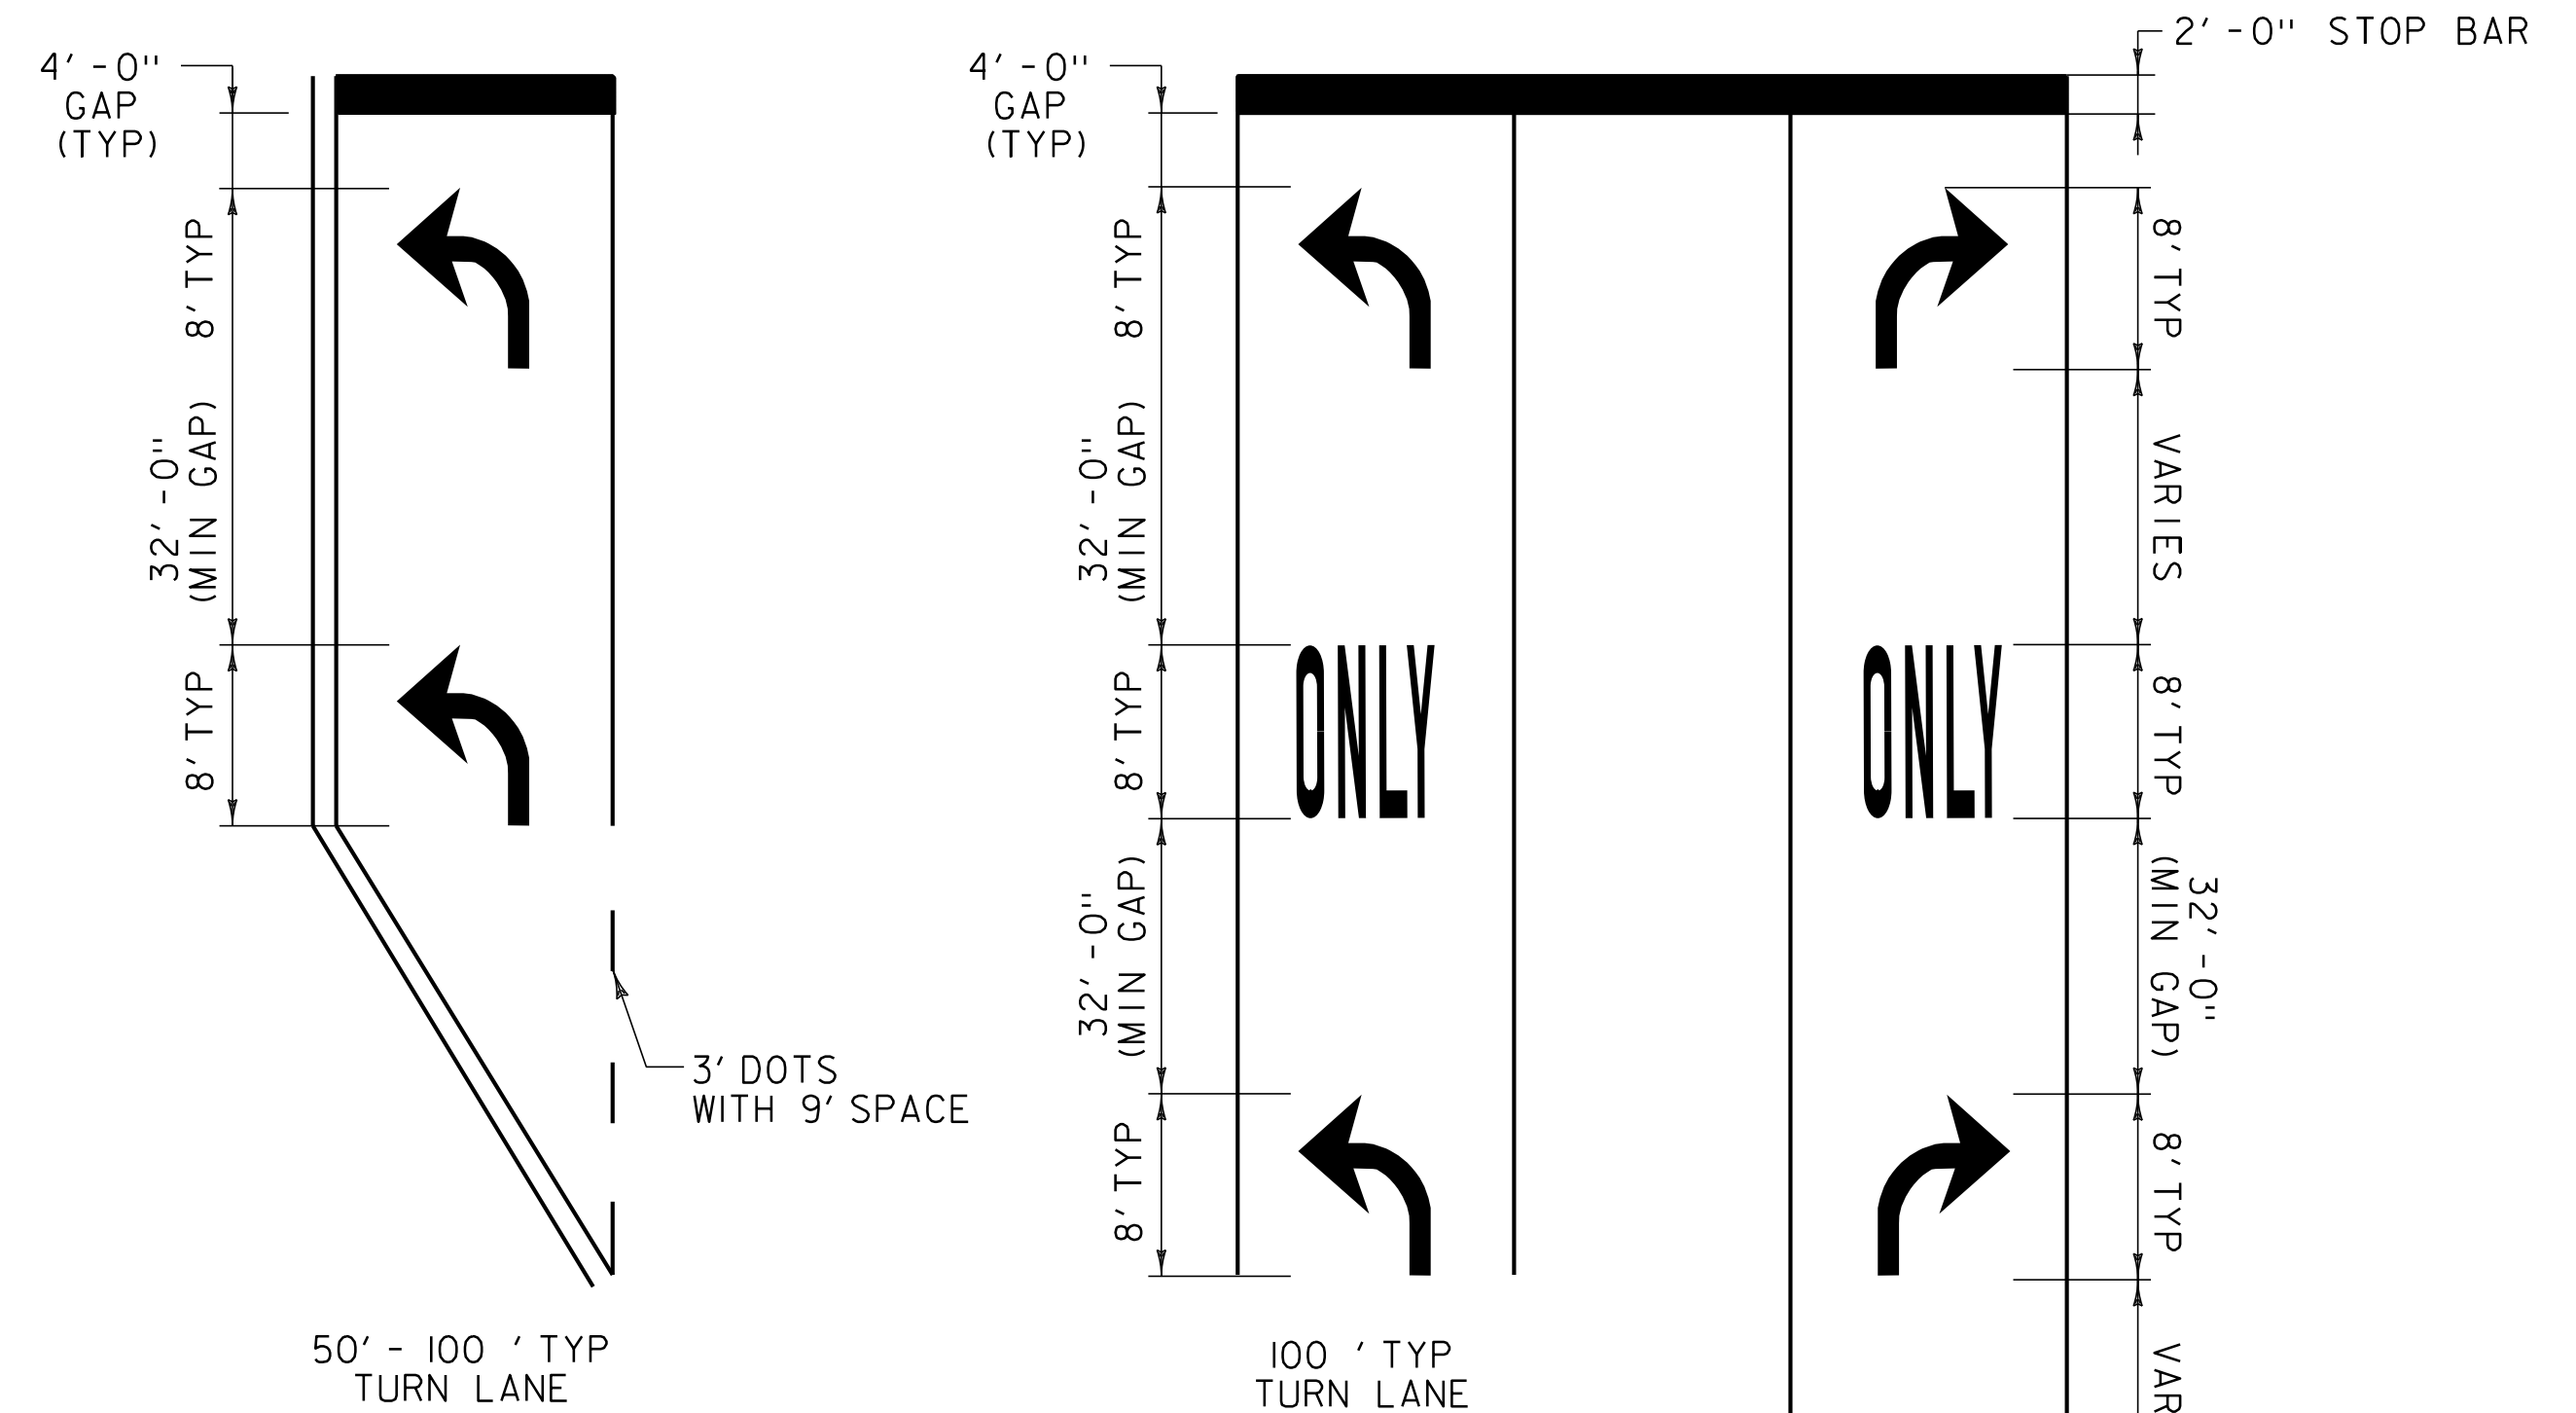 2' -0" STOP BAR
4' -0"
GAP
(TYP)
8' TYP
32' -0"
(MIN GAP)
8' TYP
3' DOTS
WITH 9' SPACE
50' - 100 ' TYP
TURN LANE
4' -0"
GAP
(TYP)
8' TYP
32' -0"
(MIN GAP)
8' TYP
32' -0"
(MIN GAP)
8' TYP
ONLY
ONLY
100 ' TYP
TURN LANE
8' TYP
VARIES
8' TYP
32' -0"
(MIN GAP)
8' TYP
VAR